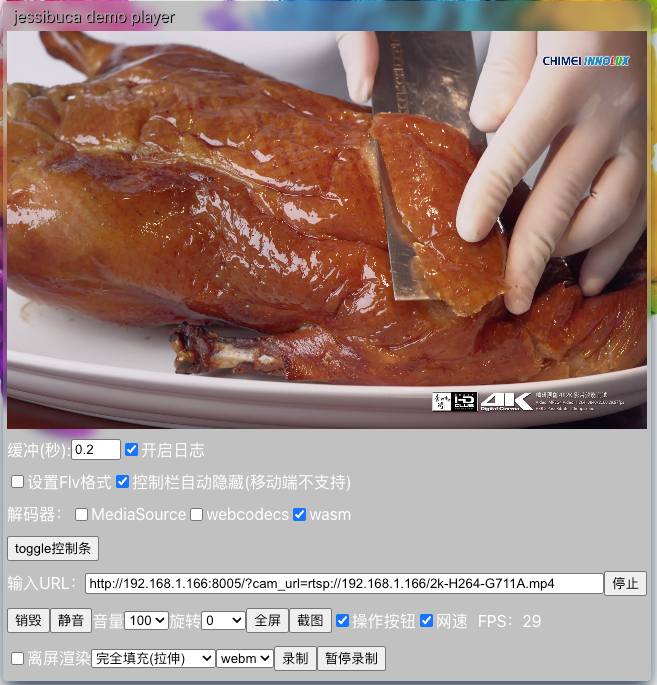 jessibuca demo player
CHIMEI INNOLUX
HD CLUB
4K
Digital Cinema
缓冲(秒):0.2 开启日志
设置Flv格式 控制栏自动隐藏(移动端不支持)
解码器： MediaSource webcodecs wasm
toggle控制条
输入URL：http://192.168.1.166:8005/?cam_url=rtsp://192.168.1.166/2k-H264-G711A.mp4 停止
销毁 静音 音量 100 旋转 0 全屏 截图 操作按钮 网速 FPS：29
离屏渲染 完全填充(拉伸) webm 录制 暂停录制